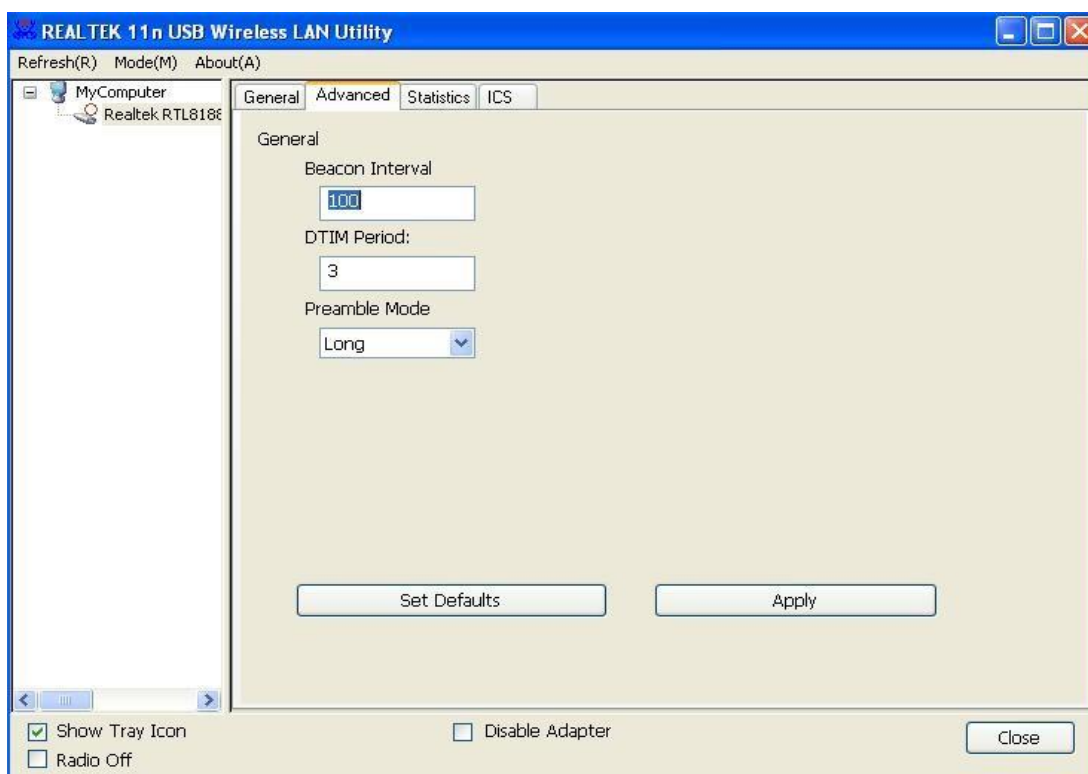 REALTEK 11n USB Wireless LAN Utility
Refresh(R) Mode(M) About(A)
MyComputer
Realtek RTL8188
General Advanced Statistics ICS
General
Beacon Interval
100
DTIM Period:
3
Preamble Mode
Long
Set Defaults Apply
Show Tray Icon Disable Adapter Close
Radio Off